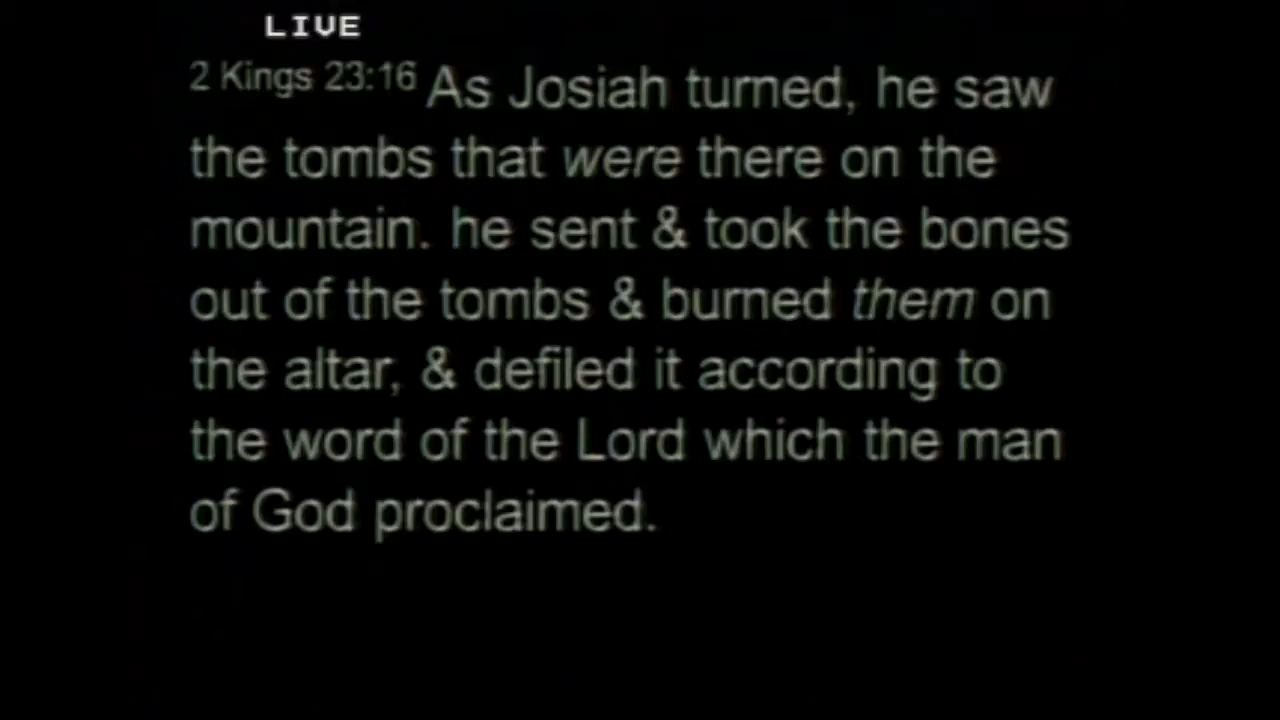 LIVE
2 Kings 23:16 As Josiah turned, he saw
the tombs that were there on the
mountain. he sent & took the bones
out of the tombs & burned them on
the altar, & defiled it according to
the word of the Lord which the man
of God proclaimed.